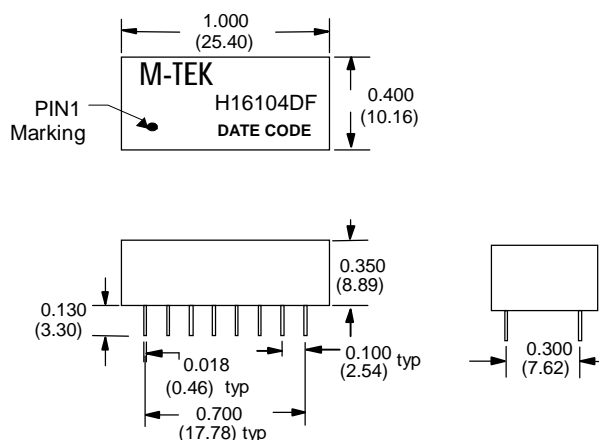 1.000
(25.40)
M-TEK
H16104DF
DATE CODE
PIN1
Marking
0.400
(10.16)
0.350
(8.89)
0.130
(3.30)
0.018
(0.46) typ
0.100 typ
(2.54)
0.700
(17.78) typ
0.300
(7.62)